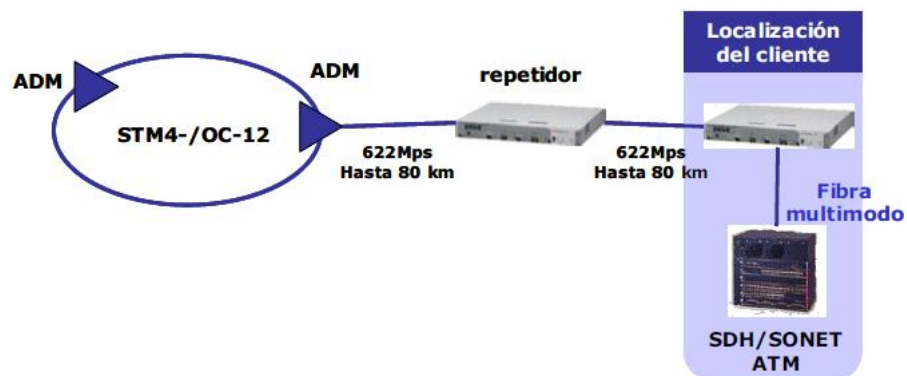 ADM
ADM
STM4-/OC-12
repetidor
622Mps
Hasta 80 km
622Mps
Hasta 80 km
Localización
del cliente
Fibra
multimodo
SDH/SONET
ATM